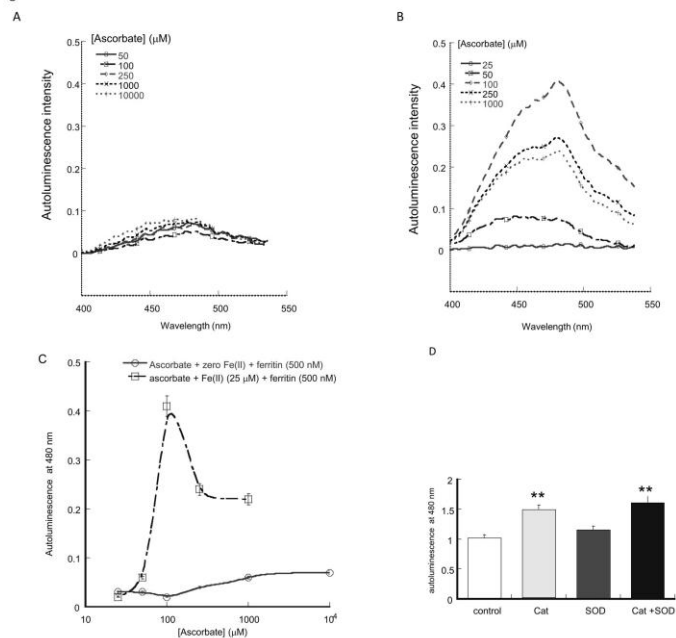 A
[Ascorbate] (μM)
50
100
250
1000
10000
0.5
0.4
0.3
0.2
0.1
0
Autoluminescence intensity
400
450
500
550
Wavelength (nm)
B
[Ascorbate] (μM)
25
50
100
250
1000
0.5
0.4
0.3
0.2
0.1
0
Autoluminescence intensity
400
450
500
550
Wavelength (nm)
C
Ascorbate + zero Fe(II) + ferritin (500 nM)
ascorbate + Fe(II) (25 μM) + ferritin (500 nM)
0.5
0.4
0.3
0.2
0.1
0
Autoluminescence at 480 nm
10
100
1000
10⁴
[Ascorbate] (μM)
D
2
1.5
1
0.5
0
autoluminescence at 480 nm
**
**
control
Cat
SOD
Cat +SOD